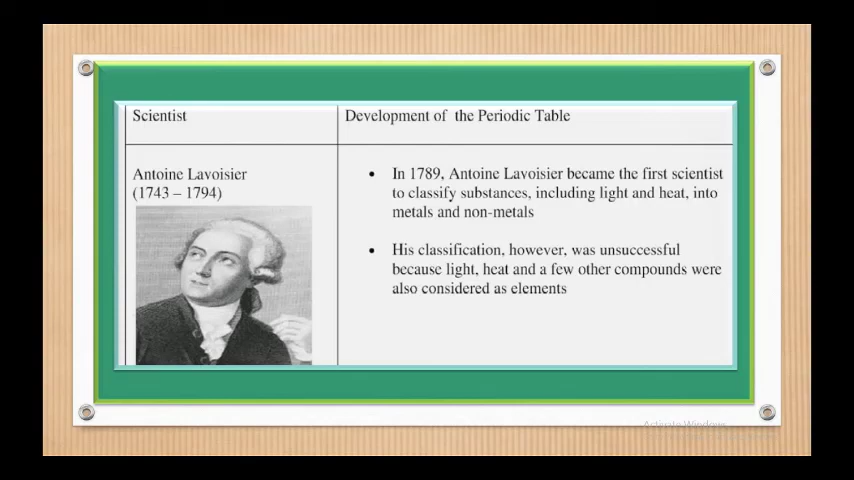 Scientist
Development of the Periodic Table
Antoine Lavoisier
(1743 – 1794)
• In 1789, Antoine Lavoisier became the first scientist
to classify substances, including light and heat, into
metals and non-metals
• His classification, however, was unsuccessful
because light, heat and a few other compounds were
also considered as elements
Activate Windows